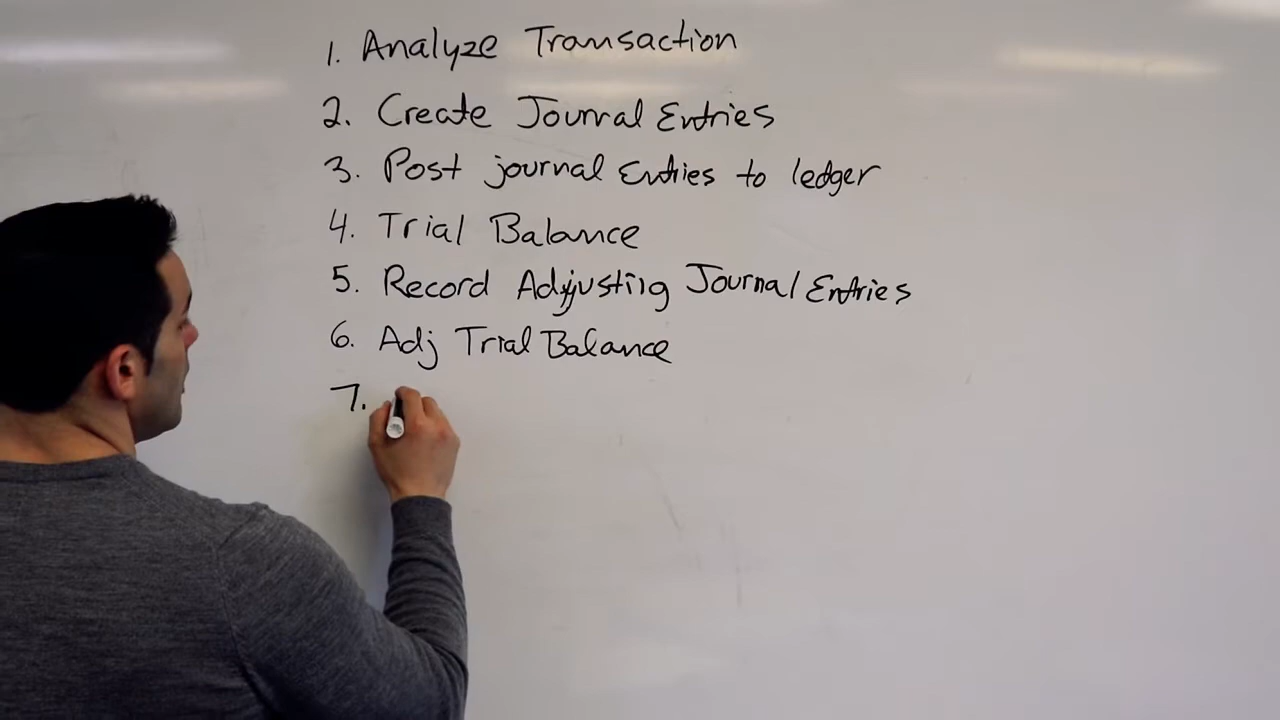 1. Analyze Transaction
2. Create Journal Entries
3. Post journal Entries to ledger
4. Trial Balance
5. Record Adjusting Journal Entries
6. Adj Trial Balance
7.